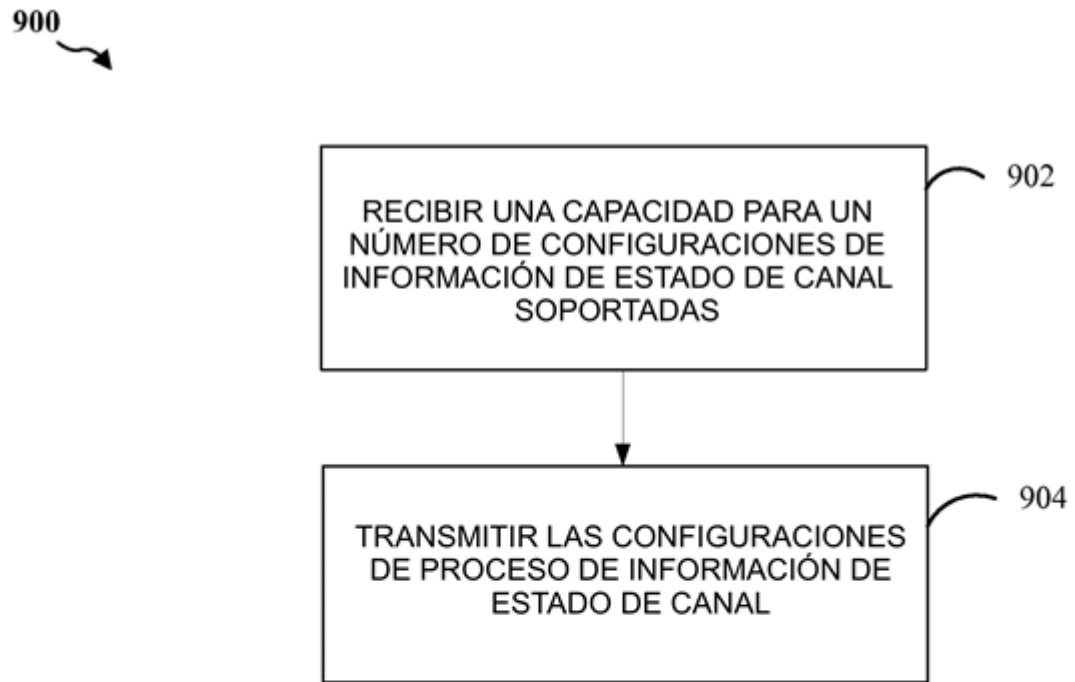 900
RECIBIR UNA CAPACIDAD PARA UN
NÚMERO DE CONFIGURACIONES DE
INFORMACIÓN DE ESTADO DE CANAL
SOPORTADAS
902
TRANSMITIR LAS CONFIGURACIONES
DE PROCESO DE INFORMACIÓN DE
ESTADO DE CANAL
904